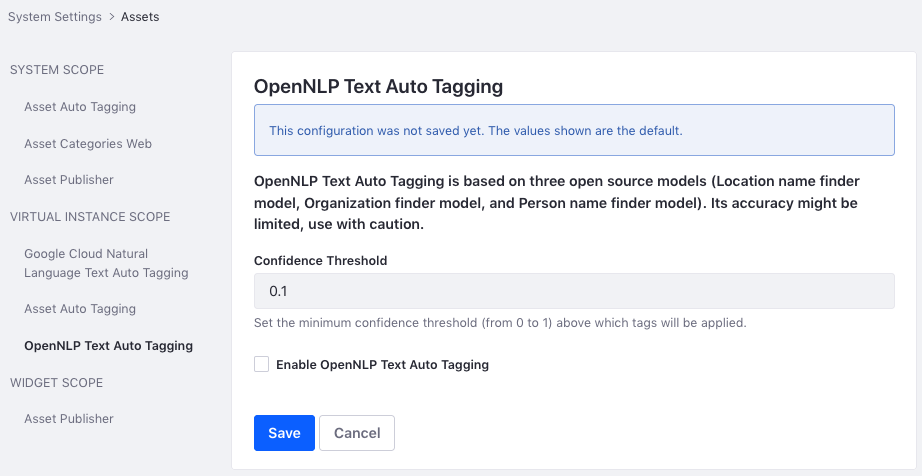 System Settings > Assets
SYSTEM SCOPE
Asset Auto Tagging
Asset Categories Web
Asset Publisher
VIRTUAL INSTANCE SCOPE
Google Cloud Natural
Language Text Auto Tagging
Asset Auto Tagging
OpenNLP Text Auto Tagging
WIDGET SCOPE
Asset Publisher
OpenNLP Text Auto Tagging
This configuration was not saved yet. The values shown are the default.
OpenNLP Text Auto Tagging is based on three open source models (Location name finder
model, Organization finder model, and Person name finder model). Its accuracy might be
limited, use with caution.
Confidence Threshold
0.1
Set the minimum confidence threshold (from 0 to 1) above which tags will be applied.
Enable OpenNLP Text Auto Tagging
Save Cancel